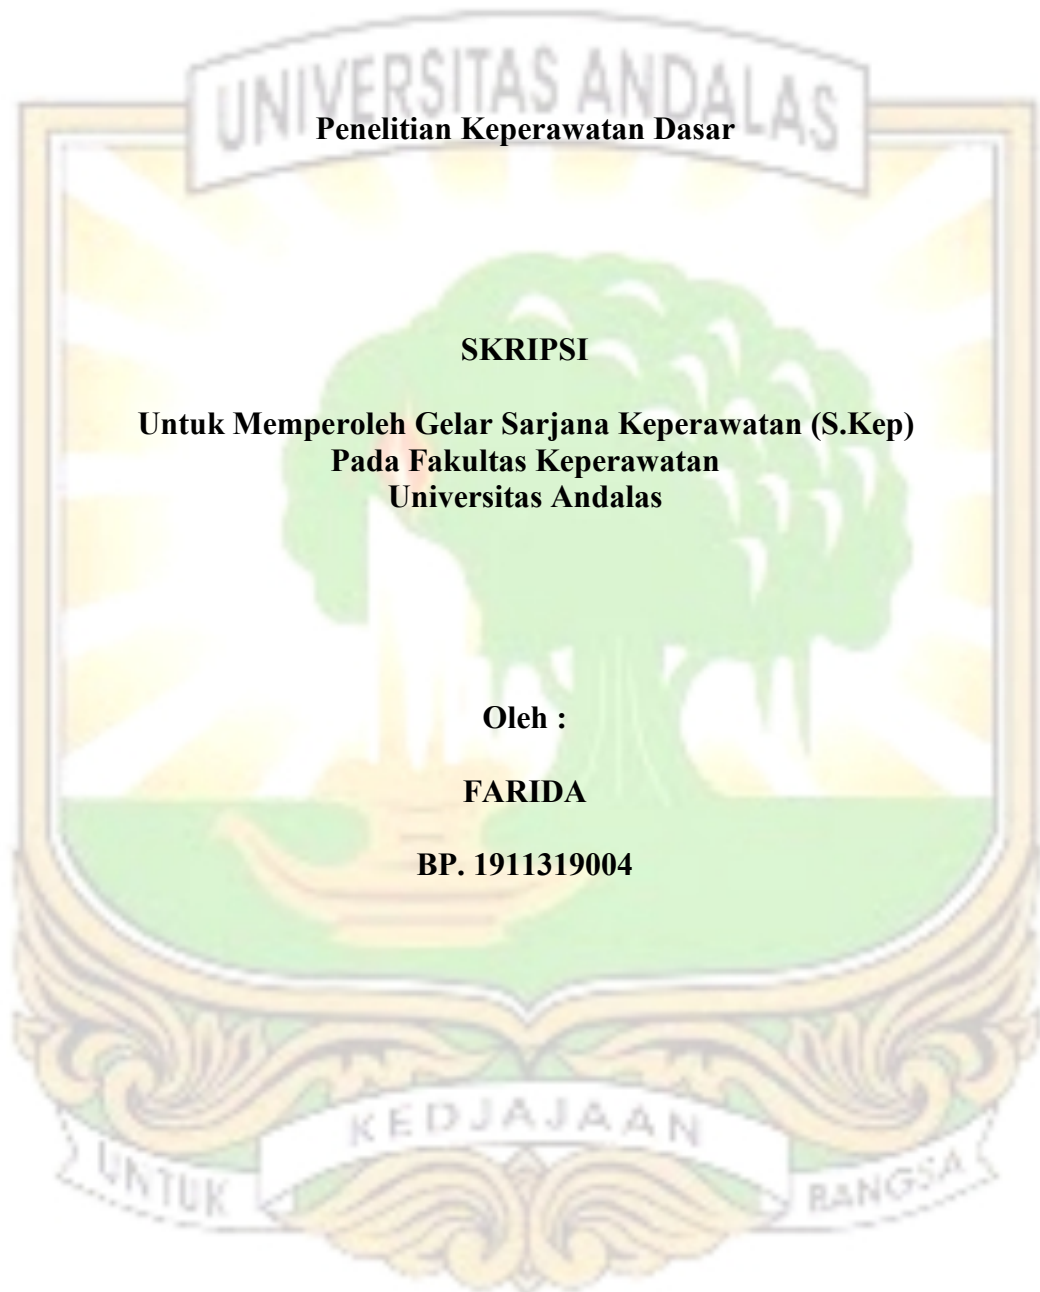 UNIVERSITAS ANDALAS
Penelitian Keperawatan Dasar
SKRIPSI
Untuk Memperoleh Gelar Sarjana Keperawatan (S.Kep)
Pada Fakultas Keperawatan
Universitas Andalas
Oleh :
FARIDA
BP. 1911319004
UNTUK KEDJAJAAN BANGSA